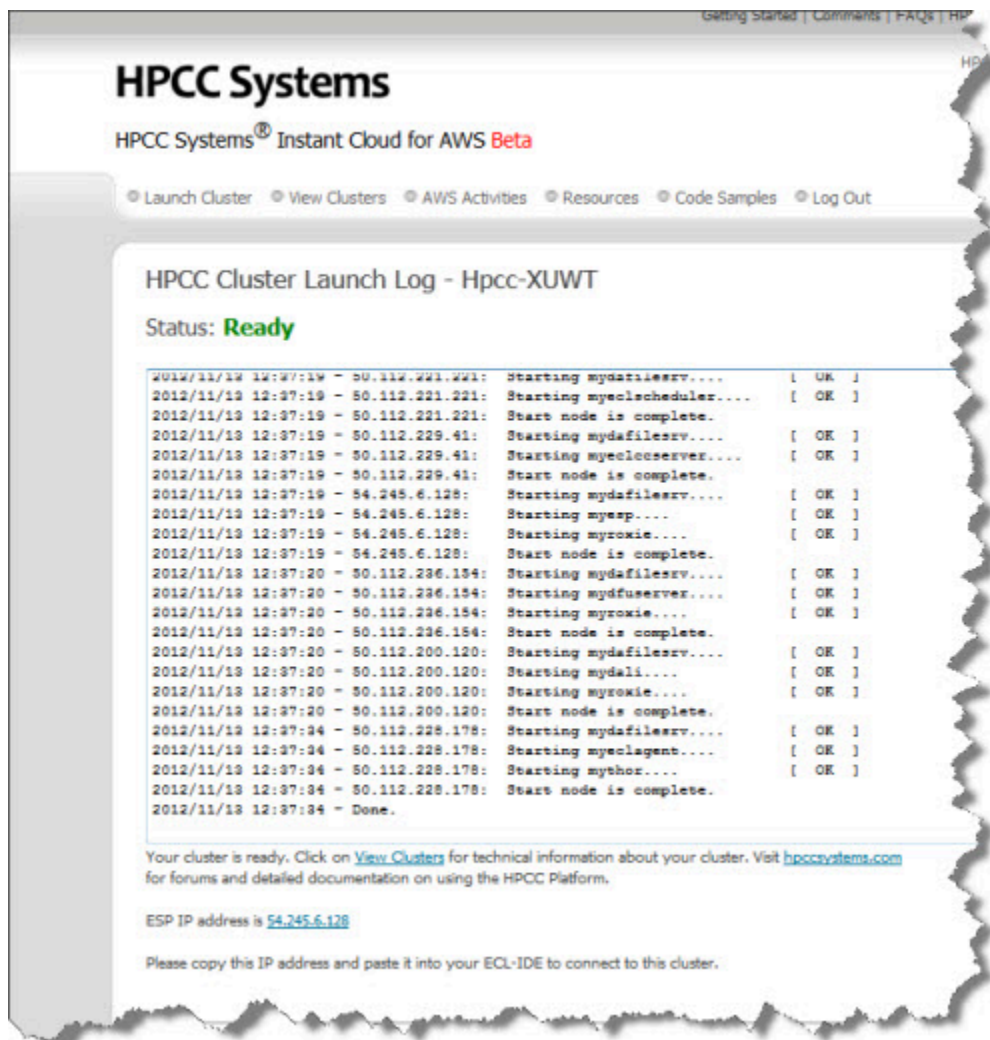 Getting Started | Comments | FAQs | HP
HP
HPCC Systems
HPCC Systems® Instant Cloud for AWS Beta
Launch Cluster View Clusters AWS Activities Resources Code Samples Log Out
HPCC Cluster Launch Log - Hpcc-XUWT
Status: Ready
2012/11/13 12:37:19 - 50.112.221.221: Starting mydafilesrv.... [ OK ]
2012/11/13 12:37:19 - 50.112.221.221: Starting myeclscheduler.... [ OK ]
2012/11/13 12:37:19 - 50.112.221.221: Start node is complete.
2012/11/13 12:37:19 - 50.112.229.41: Starting mydafilesrv.... [ OK ]
2012/11/13 12:37:19 - 50.112.229.41: Starting myeclccserver.... [ OK ]
2012/11/13 12:37:19 - 50.112.229.41: Start node is complete.
2012/11/13 12:37:19 - 54.245.6.128: Starting mydafilesrv.... [ OK ]
2012/11/13 12:37:19 - 54.245.6.128: Starting myesp.... [ OK ]
2012/11/13 12:37:19 - 54.245.6.128: Starting myroxie.... [ OK ]
2012/11/13 12:37:19 - 54.245.6.128: Start node is complete.
2012/11/13 12:37:20 - 50.112.236.154: Starting mydafilesrv.... [ OK ]
2012/11/13 12:37:20 - 50.112.236.154: Starting mydfuserver.... [ OK ]
2012/11/13 12:37:20 - 50.112.236.154: Starting myroxie.... [ OK ]
2012/11/13 12:37:20 - 50.112.236.154: Start node is complete.
2012/11/13 12:37:20 - 50.112.200.120: Starting mydafilesrv.... [ OK ]
2012/11/13 12:37:20 - 50.112.200.120: Starting mydali.... [ OK ]
2012/11/13 12:37:20 - 50.112.200.120: Starting myroxie.... [ OK ]
2012/11/13 12:37:20 - 50.112.200.120: Start node is complete.
2012/11/13 12:37:34 - 50.112.228.178: Starting mydafilesrv.... [ OK ]
2012/11/13 12:37:34 - 50.112.228.178: Starting myeclagent.... [ OK ]
2012/11/13 12:37:34 - 50.112.228.178: Starting mythor.... [ OK ]
2012/11/13 12:37:34 - 50.112.228.178: Start node is complete.
2012/11/13 12:37:34 - Done.
Your cluster is ready. Click on View Clusters for technical information about your cluster. Visit hpccsystems.com
for forums and detailed documentation on using the HPCC Platform.
ESP IP address is 54.245.6.128
Please copy this IP address and paste it into your ECL-IDE to connect to this cluster.